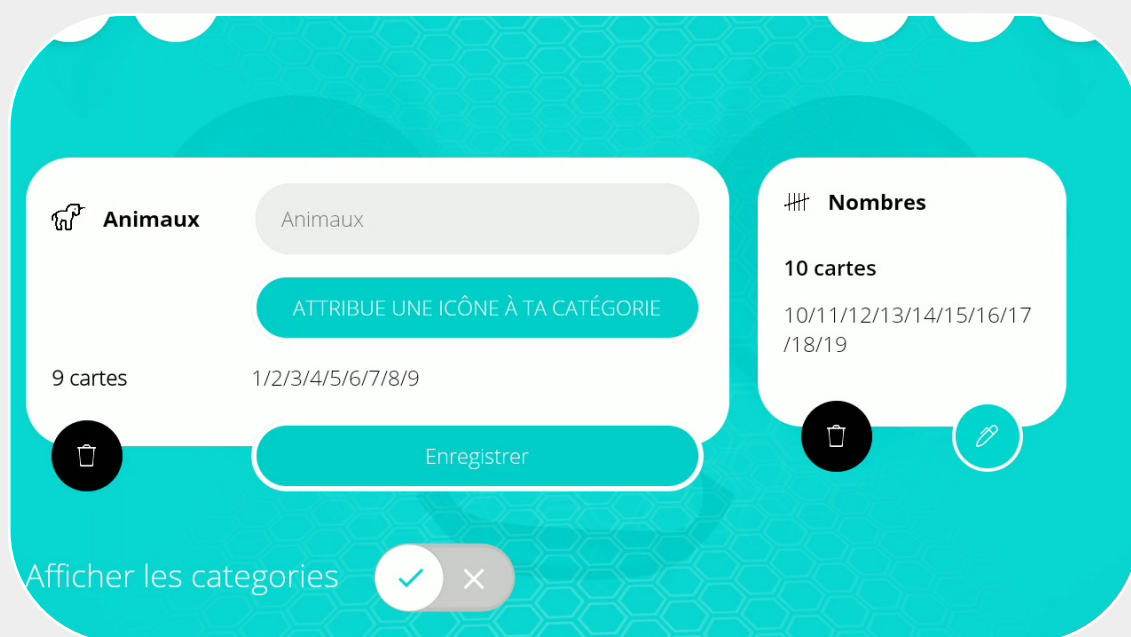 Animaux
Animaux
ATTRIBUE UNE ICÔNE À TA CATÉGORIE
9 cartes
1/2/3/4/5/6/7/8/9
Enregistrer
Nombres
10 cartes
10/11/12/13/14/15/16/17
/18/19
Afficher les categories